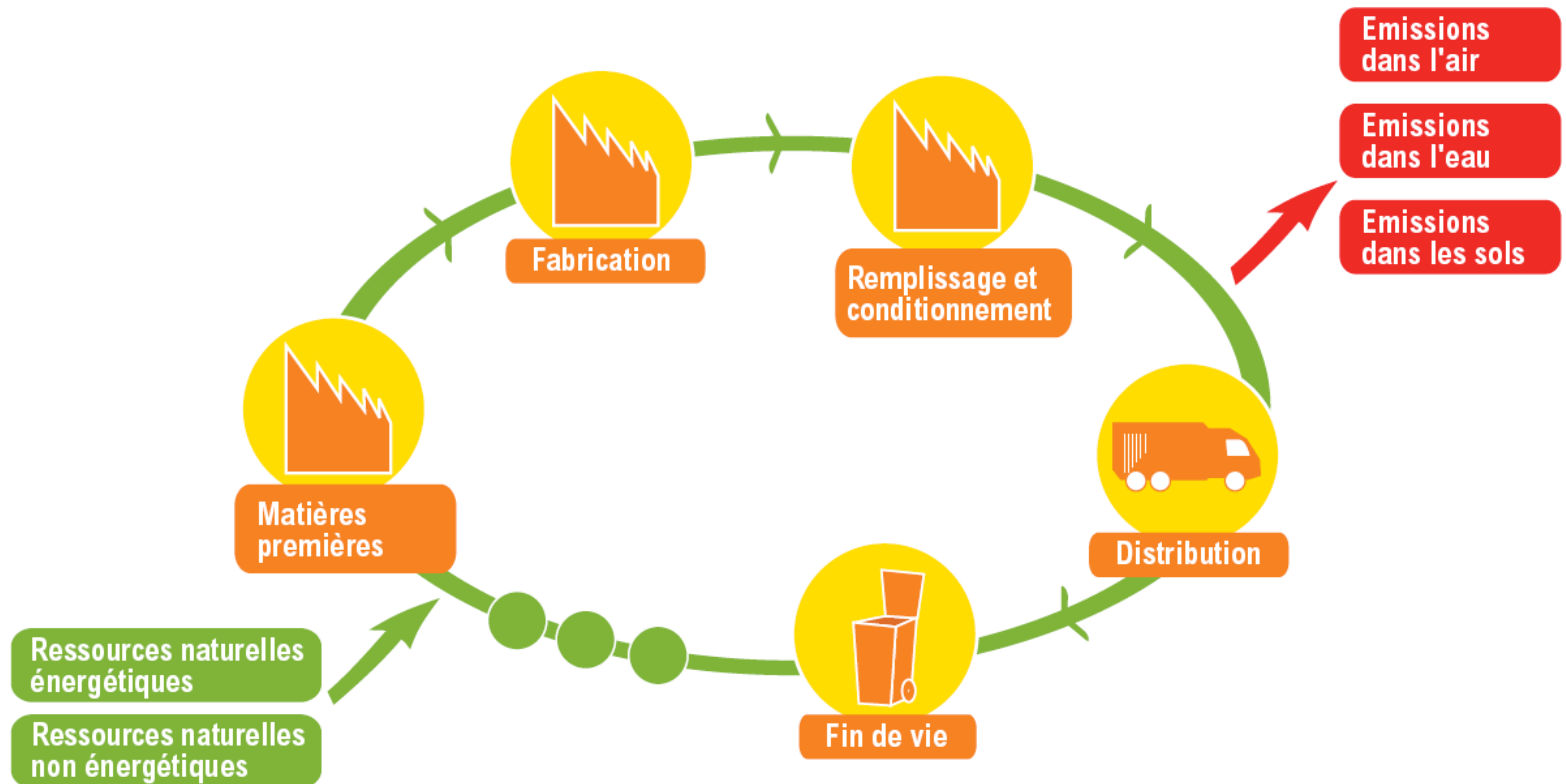 Emissions
dans l'air
Emissions
dans l'eau
Emissions
dans les sols
Fabrication
Remplissage et
conditionnement
Matières
premières
Distribution
Fin de vie
Ressources naturelles
énergétiques
Ressources naturelles
non énergétiques